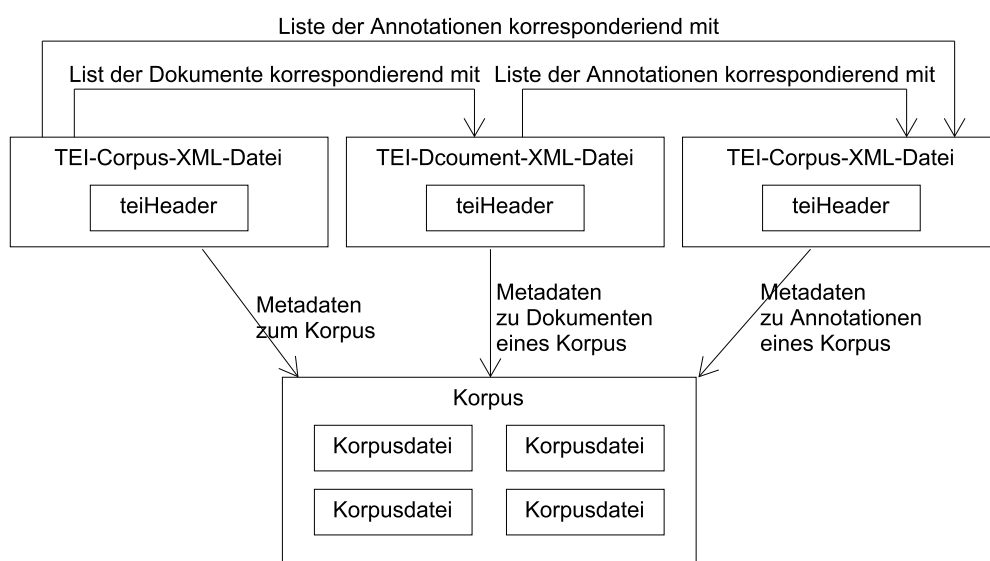 Liste der Annotationen korresponderiend mit
List der Dokumente korrespondierend mit
Liste der Annotationen korrespondierend mit
TEI-Corpus-XML-Datei
teiHeader
TEI-Dcoument-XML-Datei
teiHeader
TEI-Corpus-XML-Datei
teiHeader
Metadaten
zum Korpus
Metadaten
zu Dokumenten
eines Korpus
Metadaten
zu Annotationen
eines Korpus
Korpus
Korpusdatei
Korpusdatei
Korpusdatei
Korpusdatei